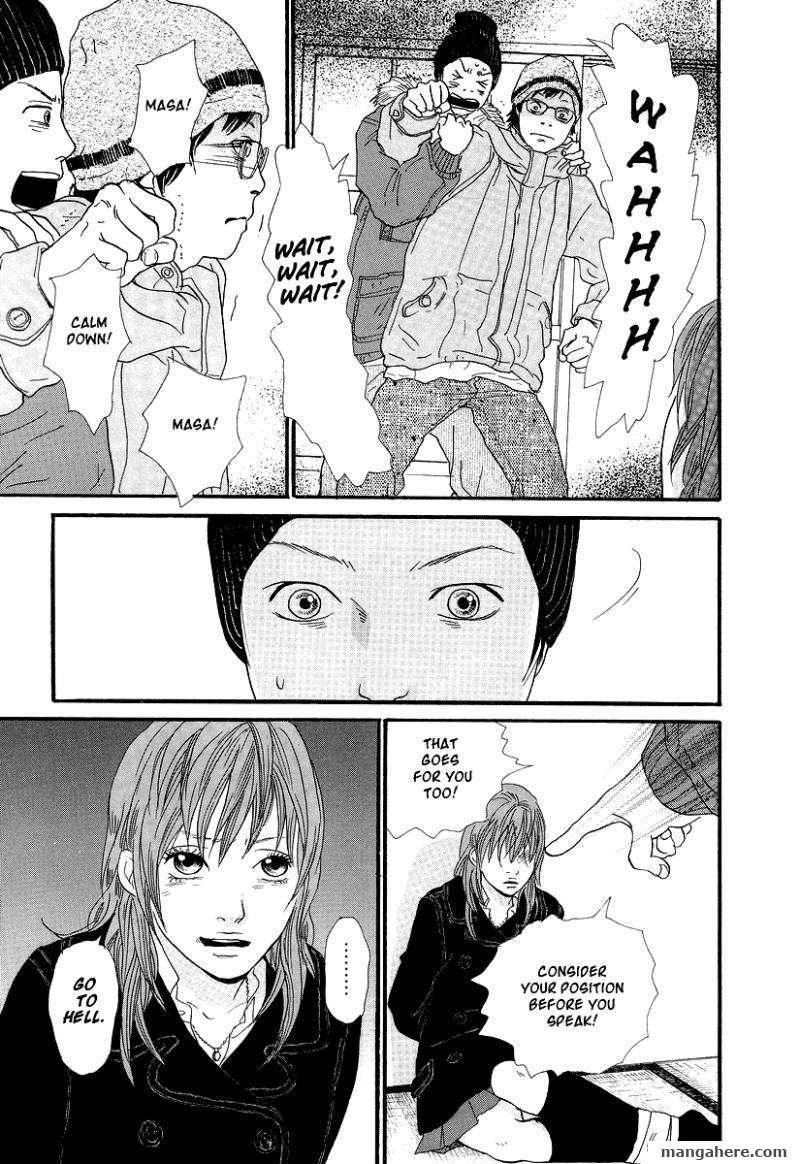 WAHHHH
WAIT,
WAIT,
WAIT!
MASA!
CALM
DOWN!
MASA!
THAT
GOES
FOR YOU
TOO!
CONSIDER
YOUR POSITION
BEFORE YOU
SPEAK!
........
GO
TO
HELL.
mangahere.com